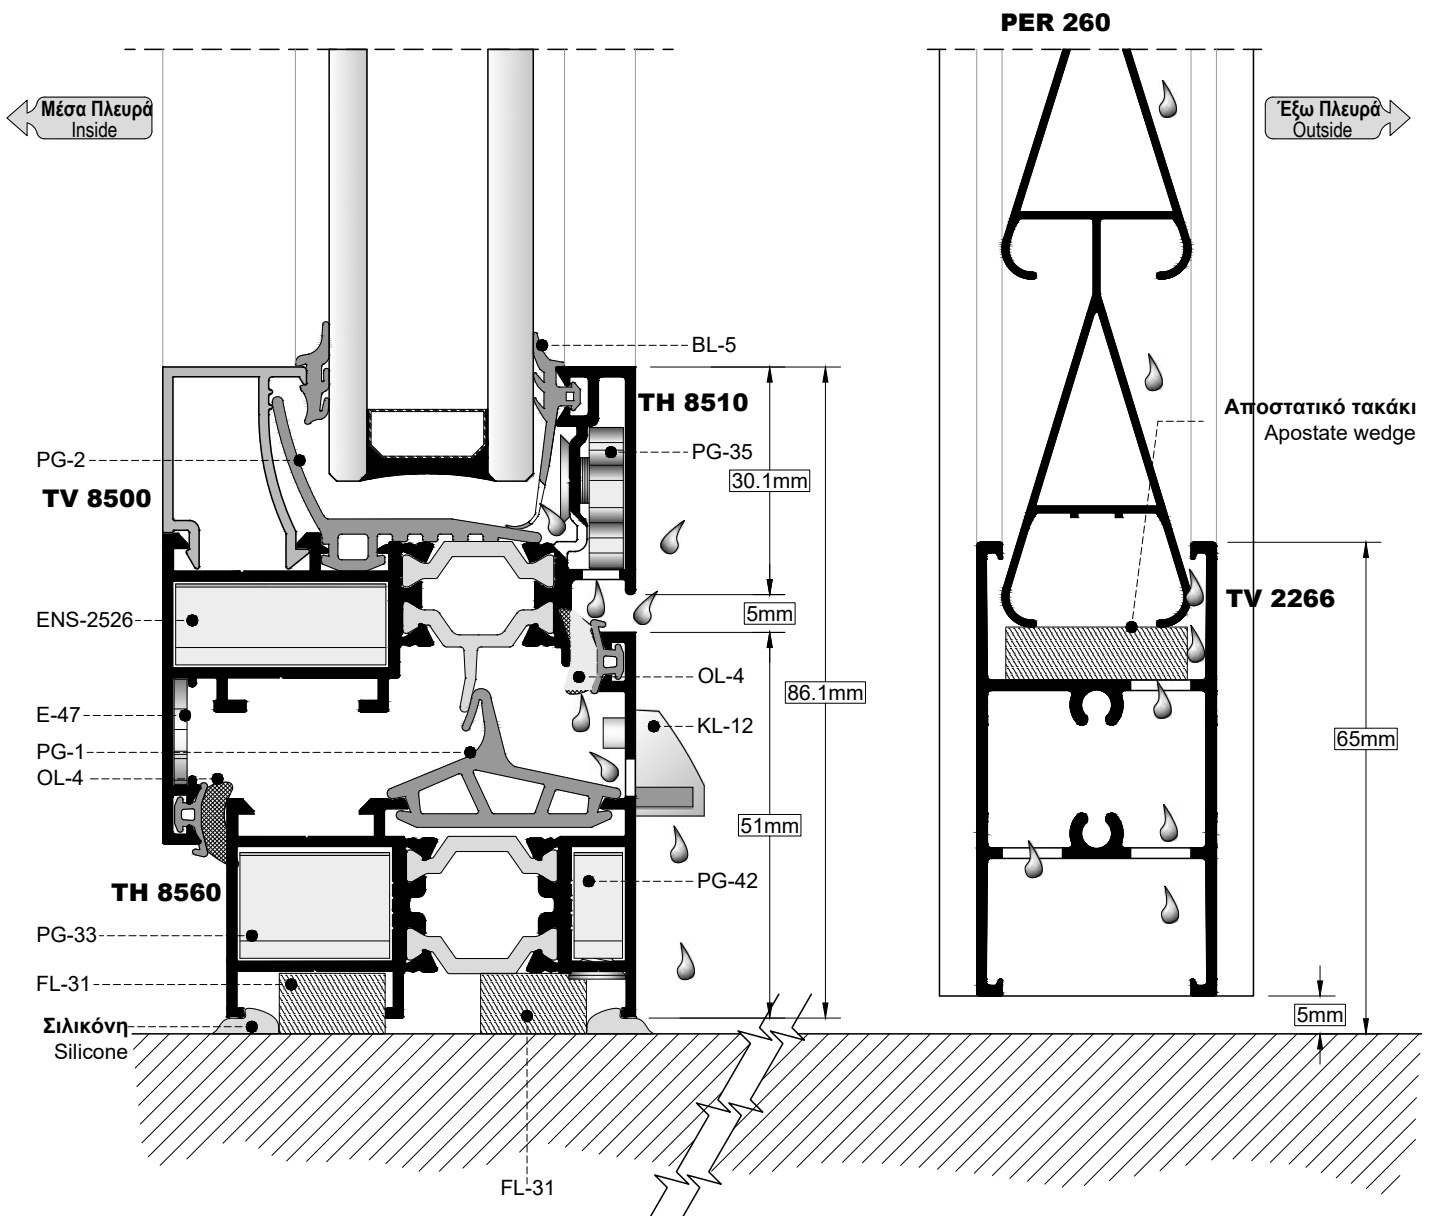 PER 260
Μέσα Πλευρά
Inside
Έξω Πλευρά
Outside
BL-5
TH 8510
Αποστατικό τακάκι
Apostate wedge
PG-2
PG-35
TV 8500
30.1mm
TV 2266
ENS-2526
5mm
OL-4
86.1mm
E-47
KL-12
PG-1
65mm
OL-4
51mm
TH 8560
PG-42
PG-33
FL-31
5mm
Σιλικόνη
Silicone
FL-31